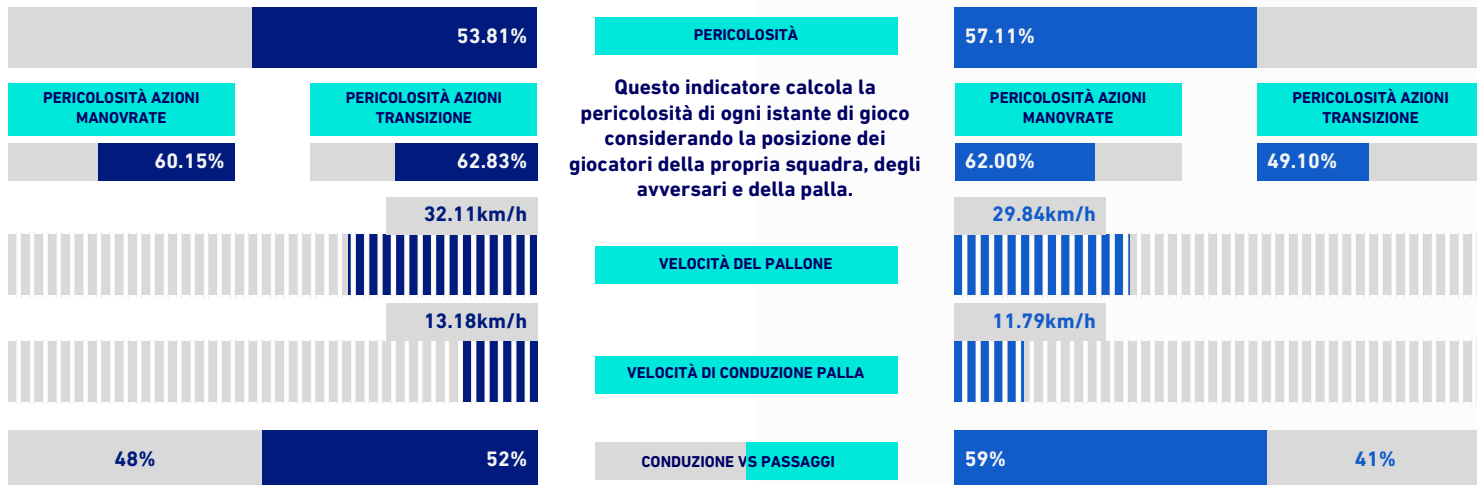 53.81%
PERICOLOSITÀ
57.11%
PERICOLOSITÀ AZIONI
MANOVRATE
PERICOLOSITÀ AZIONI
TRANSIZIONE
60.15%
62.83%
Questo indicatore calcola la
pericolosità di ogni istante di gioco
considerando la posizione dei
giocatori della propria squadra, degli
avversari e della palla.
PERICOLOSITÀ AZIONI
MANOVRATE
PERICOLOSITÀ AZIONI
TRANSIZIONE
62.00%
49.10%
32.11km/h
VELOCITÀ DEL PALLONE
29.84km/h
13.18km/h
VELOCITÀ DI CONDUZIONE PALLA
11.79km/h
48%
52%
CONDUZIONE VS PASSAGGI
59%
41%